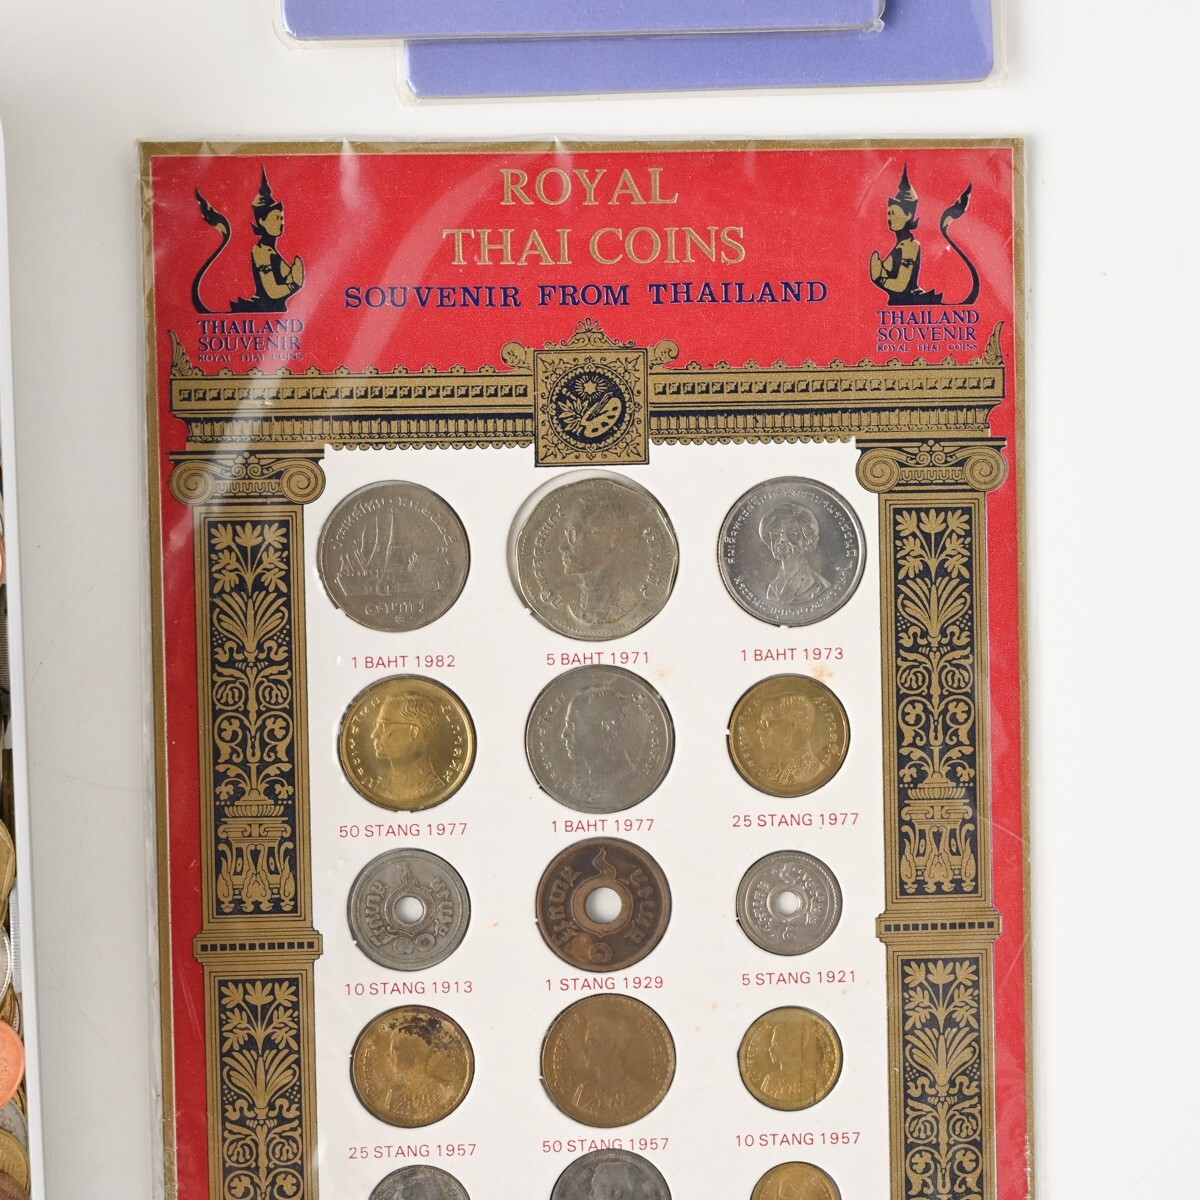 ROYAL
THAI COINS
SOUVENIR FROM THAILAND
THAILAND
SOUVENIR
ROYAL THAI COINS
THAILAND
SOUVENIR
ROYAL THAI COINS
1 BAHT 1982
5 BAHT 1971
1 BAHT 1973
50 STANG 1977
1 BAHT 1977
25 STANG 1977
10 STANG 1913
1 STANG 1929
5 STANG 1921
25 STANG 1957
50 STANG 1957
10 STANG 1957